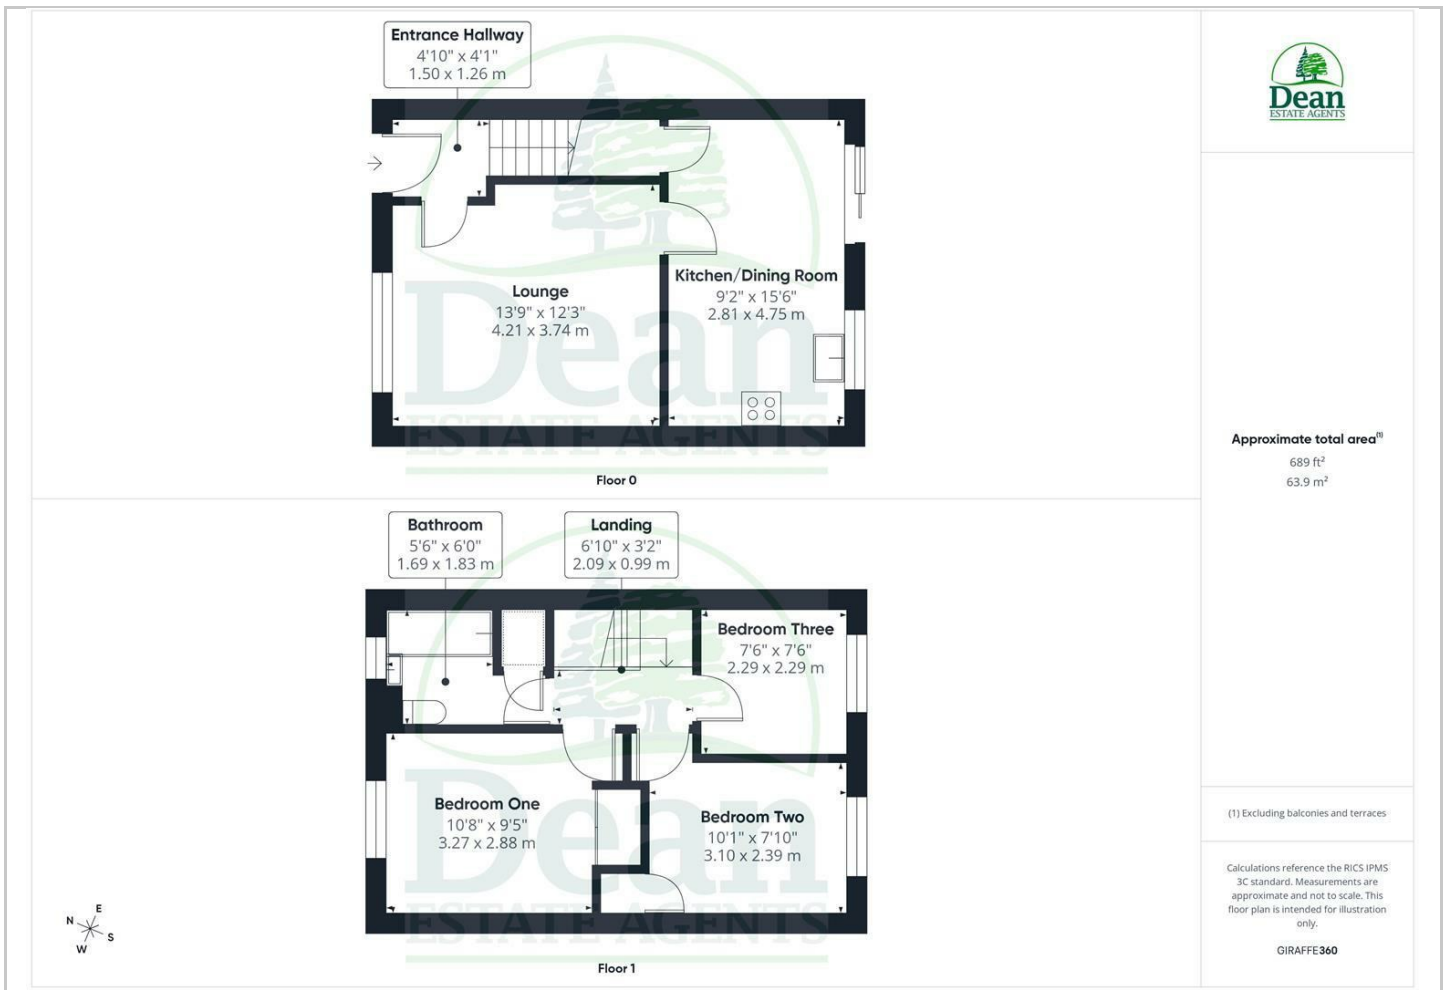 Entrance Hallway
4'10" x 4'1"
1.50 x 1.26 m
Lounge
13'9" x 12'3"
4.21 x 3.74 m
Kitchen/Dining Room
9'2" x 15'6"
2.81 x 4.75 m
Dean
ESTATE AGENTS
Floor 0
Bathroom
5'6" x 6'0"
1.69 x 1.83 m
Landing
6'10" x 3'2"
2.09 x 0.99 m
Bedroom Three
7'6" x 7'6"
2.29 x 2.29 m
Bedroom One
10'8" x 9'5"
3.27 x 2.88 m
Bedroom Two
10'1" x 7'10"
3.10 x 2.39 m
Dean
ESTATE AGENTS
Floor 1
N
E
S
W
Dean
ESTATE AGENTS
Approximate total area(1)
689 ft²
63.9 m²
(1) Excluding balconies and terraces
Calculations reference the RICS IPMS
3C standard. Measurements are
approximate and not to scale. This
floor plan is intended for illustration
only.
GIRAFFE360